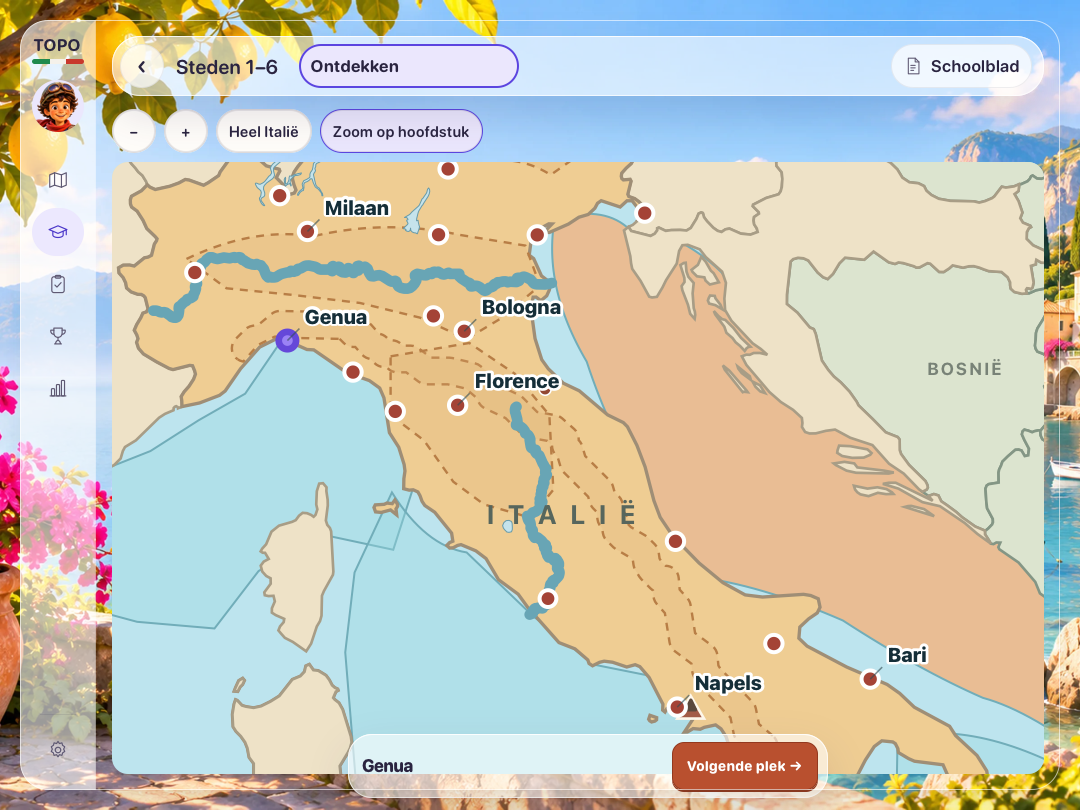 TOPO
Steden 1–6
Ontdekken
Schoolblad
−
+
Heel Italië
Zoom op hoofdstuk
Milaan
Genua
Bologna
BOSNIË
Florence
ITALIË
Bari
Napels
Genua
Volgende plek →